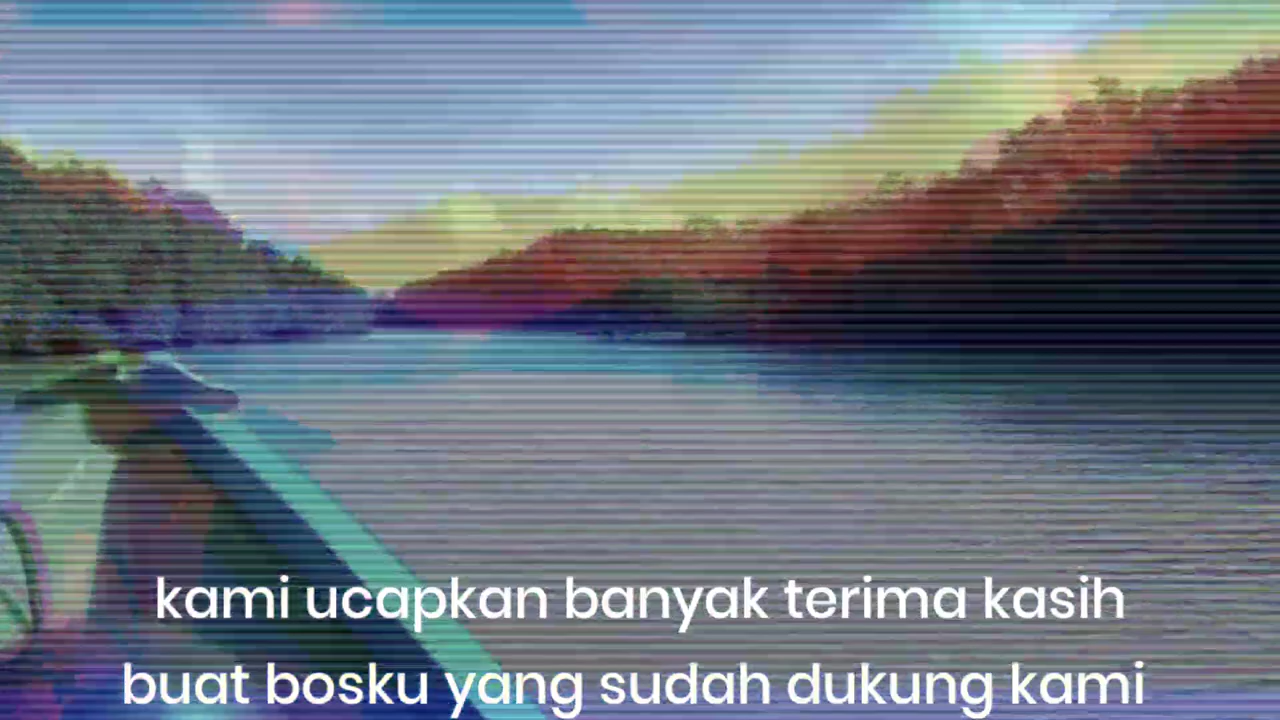 kami ucapkan banyak terima kasih
buat bosku yang sudah dukung kami